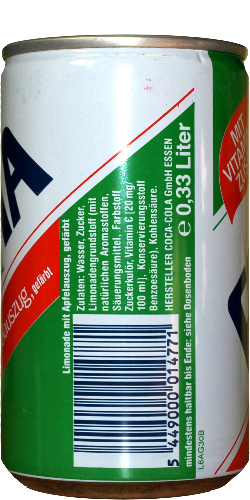 MA
auszug, gefärbt
Limonade mit Apfelauszug, gefärbt
Zutaten: Wasser, Zucker,
Limonadengrundstoff (mit
natürlichen Aromastoffen,
Säuerungsmittel, Farbstoff
Zuckerkulör, Vitamin C [20 mg/
100 ml], Konservierungsstoff
Benzoesäure), Kohlensäure.
HERSTELLER COCA-COLA GmbH ESSEN
e 0,33 Liter
5 449000 014771
mindestens haltbar bis Ende: siehe Dosenboden
L6AG30B
MIT